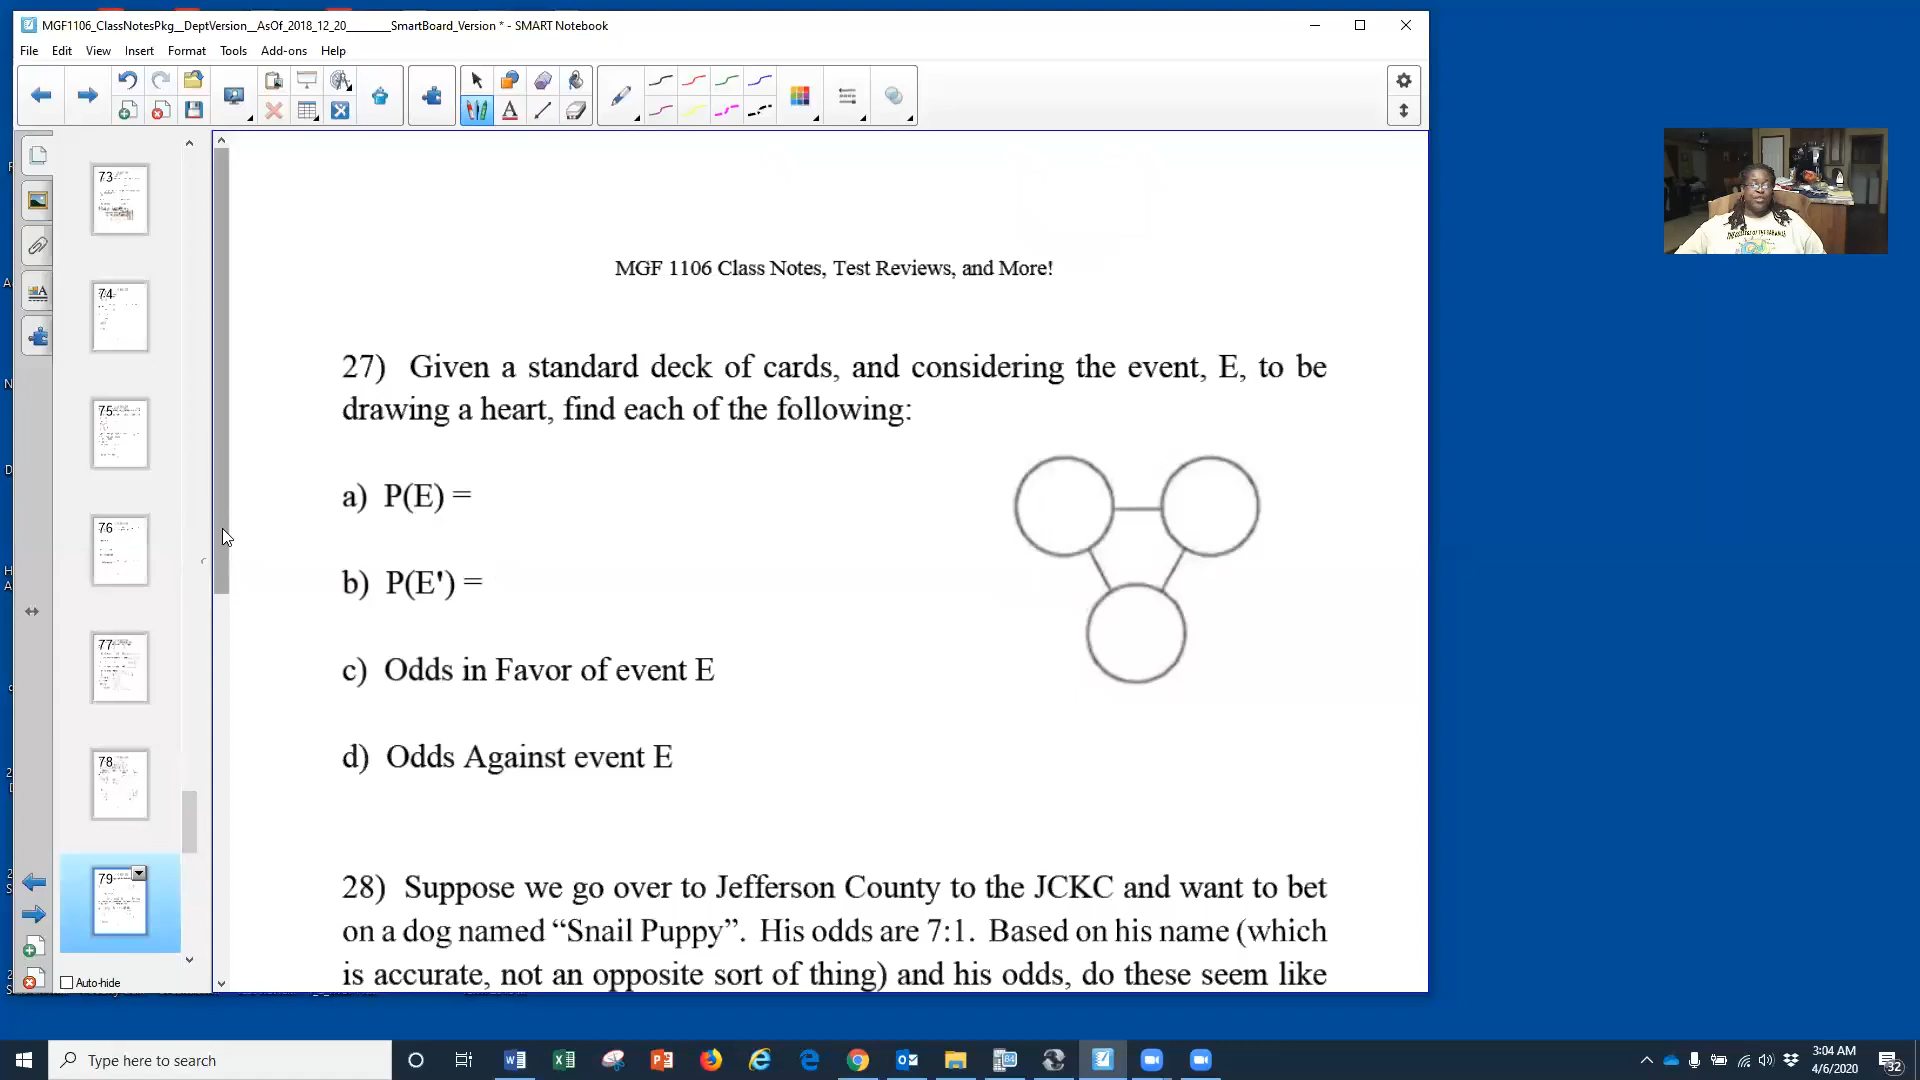 MGF1106_ClassNotesPkg__DeptVersion__AsOf_2018_12_20________SmartBoard_Version * - SMART Notebook
File Edit View Insert Format Tools Add-ons Help
73
74
75
76
77
78
79
Auto-hide
MGF 1106 Class Notes, Test Reviews, and More!
27) Given a standard deck of cards, and considering the event, E, to be
drawing a heart, find each of the following:
a) P(E) =
b) P(E') =
c) Odds in Favor of event E
d) Odds Against event E
28) Suppose we go over to Jefferson County to the JCKC and want to bet
on a dog named “Snail Puppy”. His odds are 7:1. Based on his name (which
is accurate, not an opposite sort of thing) and his odds, do these seem like
Type here to search
3:04 AM
4/6/2020
32